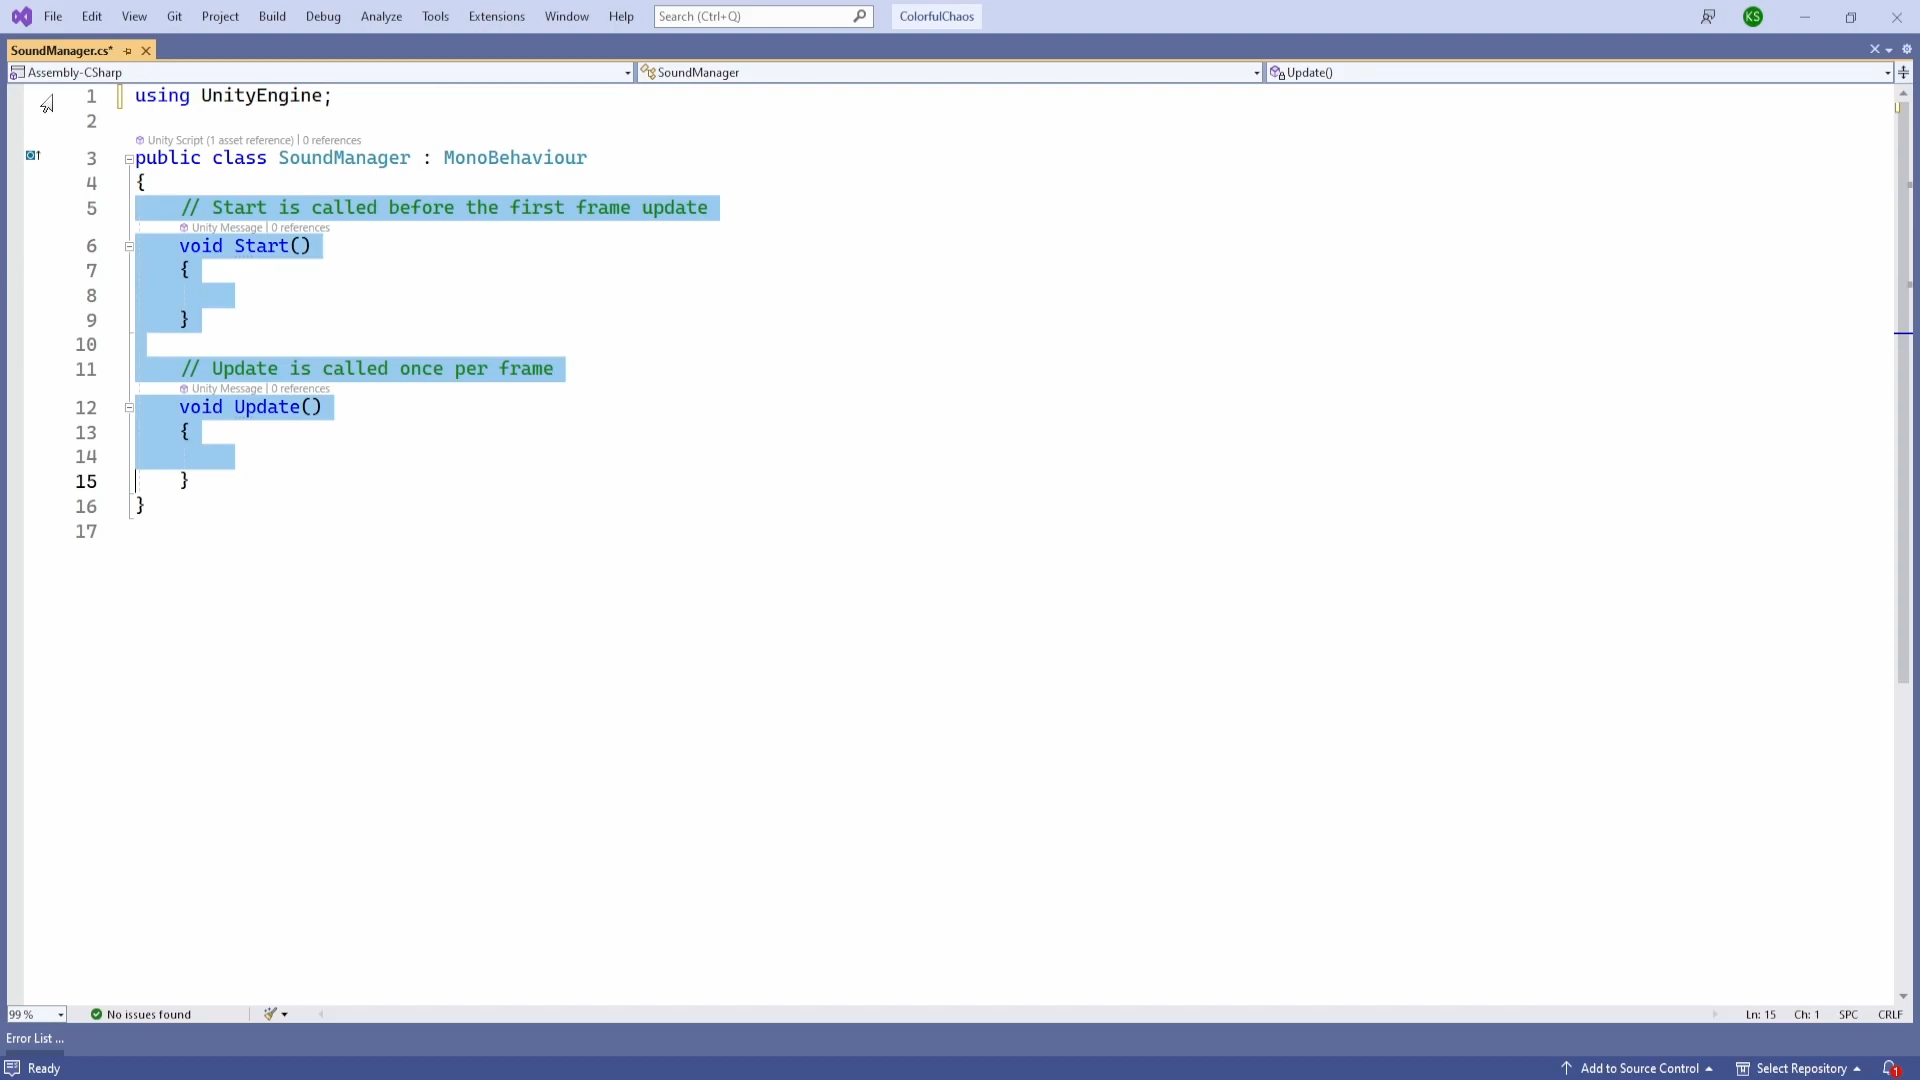 File Edit View Git Project Build Debug Analyze Tools Extensions Window Help Search (Ctrl+Q) ColorfulChaos KS
SoundManager.cs*
Assembly-CSharp SoundManager Update()
1 using UnityEngine;
2
Unity Script (1 asset reference) | 0 references
3 public class SoundManager : MonoBehaviour
4 {
5 // Start is called before the first frame update
Unity Message | 0 references
6 void Start()
7 {
8
9 }
10
11 // Update is called once per frame
Unity Message | 0 references
12 void Update()
13 {
14
15 }
16 }
17
99 % No issues found Ln: 15 Ch: 1 SPC CRLF
Error List ...
Ready Add to Source Control Select Repository 1